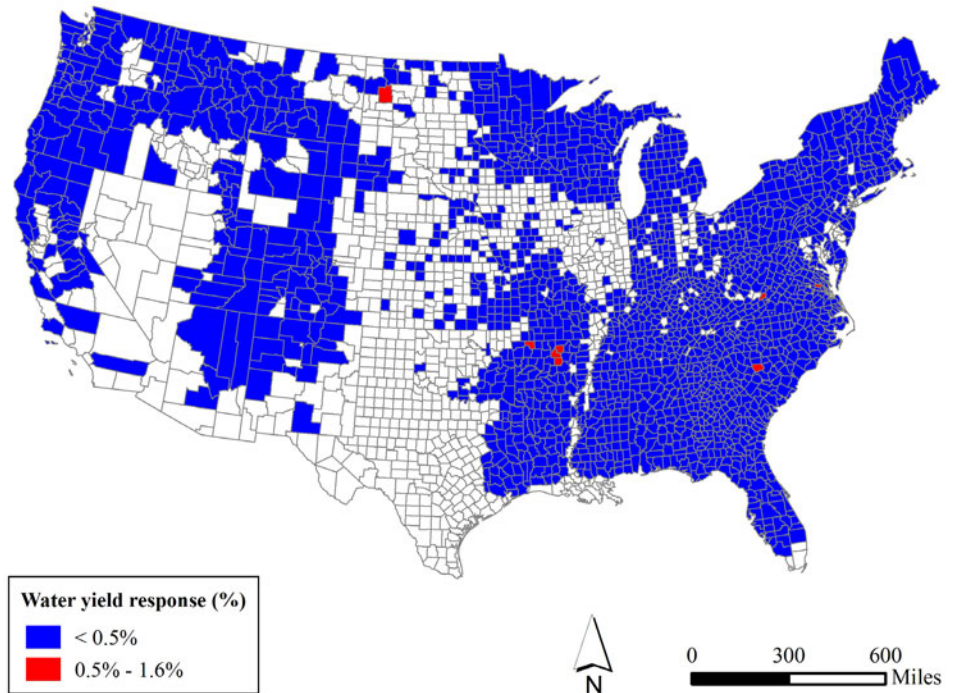 Water yield response (%)
< 0.5%
0.5% - 1.6%
N
0 300 600
Miles